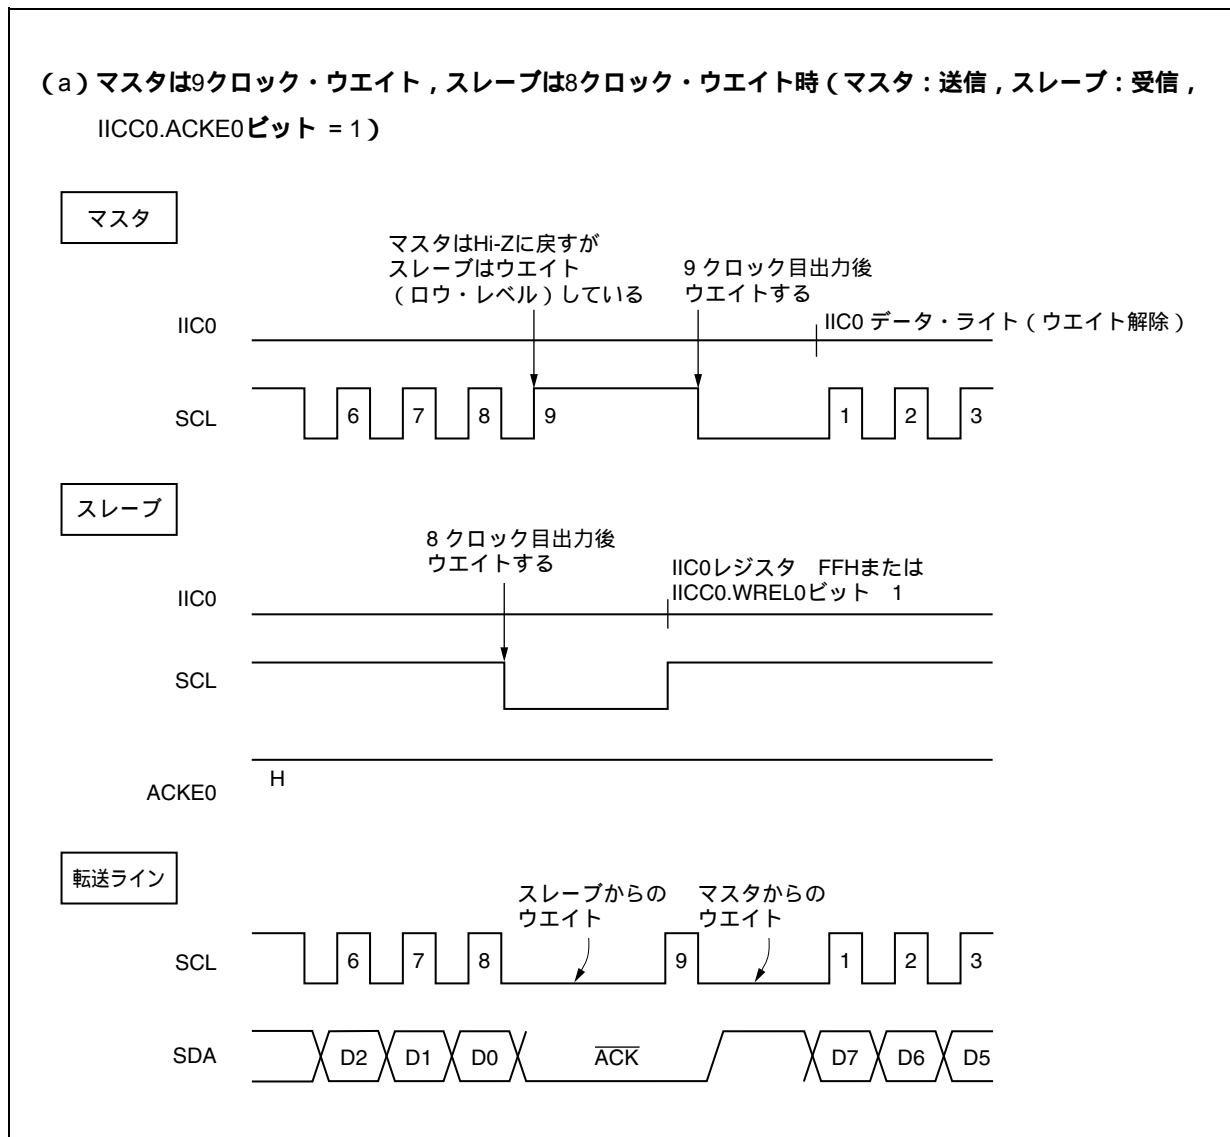 (a)マスタは9クロック・ウエイト,スレーブは8クロック・ウエイト時(マスタ:送信,スレーブ:受信,
IICC0.ACKE0ビット = 1)
マスタ
マスタはHi-Zに戻すが
スレーブはウエイト
(ロウ・レベル)している
9 クロック目出力後
ウエイトする
IIC0
IIC0 データ・ライト(ウエイト解除)
SCL
6 7 8 9 1 2 3
スレーブ
8 クロック目出力後
ウエイトする
IIC0レジスタ FFHまたは
IICC0.WREL0ビット 1
IIC0
SCL
H
ACKE0
転送ライン
スレーブからの
ウエイト
マスタからの
ウエイト
SCL
6 7 8 9 1 2 3
SDA
D2 D1 D0 ACK D7 D6 D5